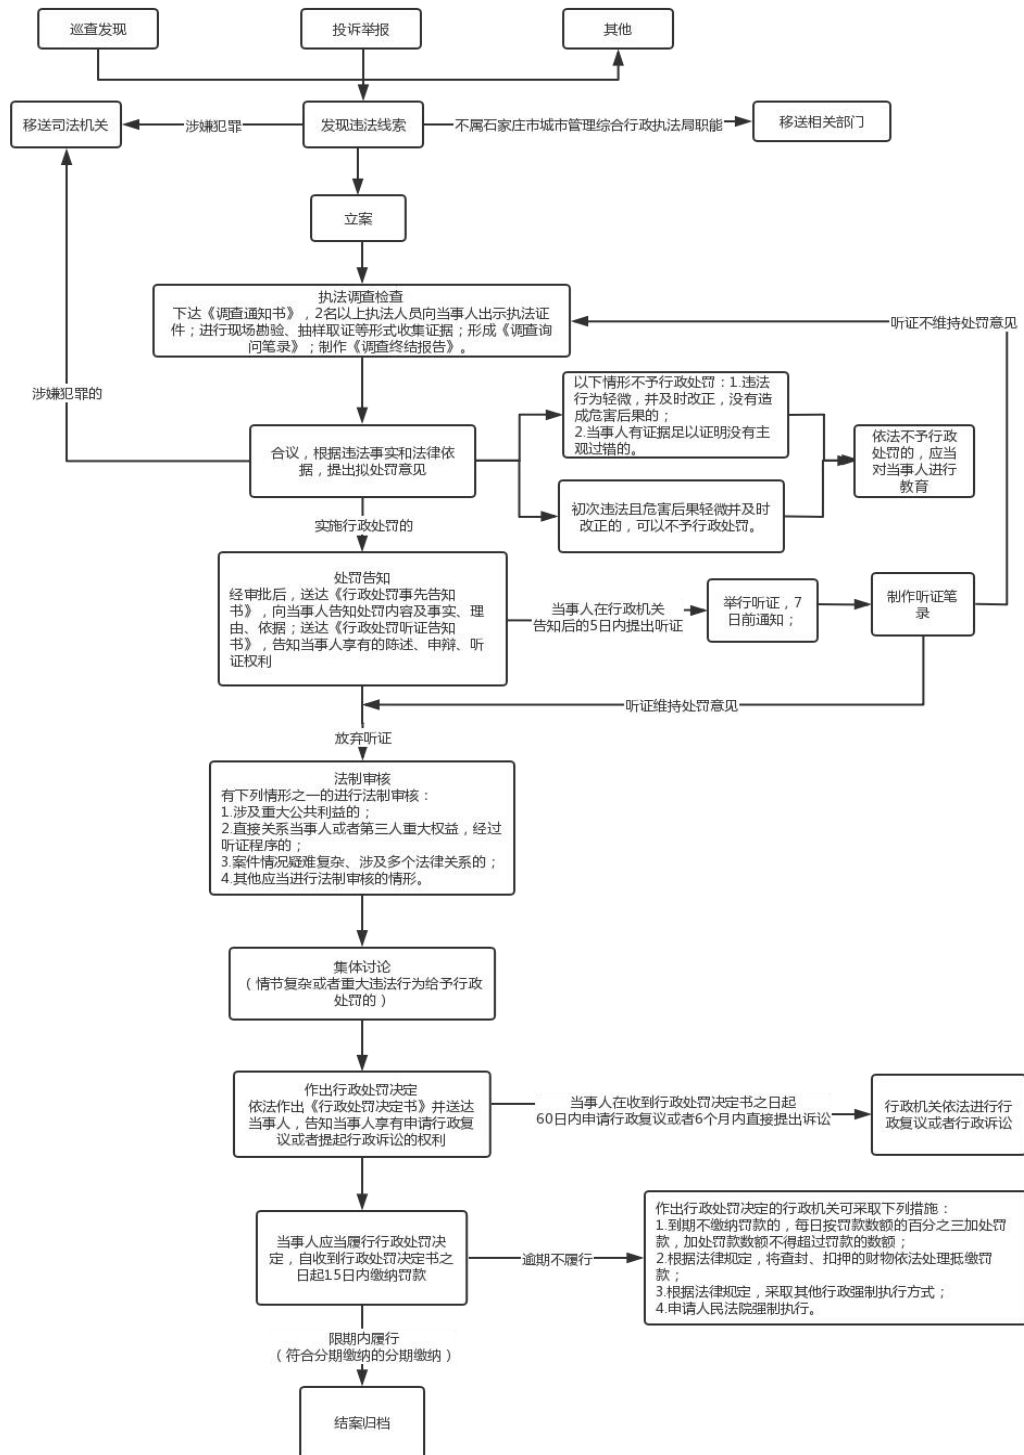 巡查发现
投诉举报
其他
移送司法机关
涉嫌犯罪
发现违法线索
不属石家庄市城市管理综合行政执法局职能
移送相关部门
立案
执法调查检查
下达《调查通知书》，2名以上执法人员向当事人出示执法证
件；进行现场勘验、抽样取证等形式收集证据；形成《调查询
问笔录》；制作《调查终结报告》。
听证不维持处罚意见
涉嫌犯罪的
合议，根据违法事实和法律依
据，提出拟处罚意见
以下情形不予行政处罚：1.违法
行为轻微，并及时改正，没有造
成危害后果的；
2.当事人有证据足以证明没有主
观过错的。
初次违法且危害后果轻微并及时
改正的，可以不予行政处罚。
依法不予行政
处罚的，应当
对当事人进行
教育
实施行政处罚的
处罚告知
经审批后，送达《行政处罚事先告知
书》，向当事人告知处罚内容及事实、理
由、依据；送达《行政处罚听证告知
书》，告知当事人享有的陈述、申辩、听
证权利
当事人在行政机关
告知后的5日内提出听证
举行听证，7
日前通知；
制作听证笔
录
听证维持处罚意见
放弃听证
法制审核
有下列情形之一的进行法制审核：
1.涉及重大公共利益的；
2.直接关系当事人或者第三人重大权益，经过
听证程序的；
3.案件情况疑难复杂、涉及多个法律关系的；
4.其他应当进行法制审核的情形。
集体讨论
（情节复杂或者重大违法行为给予行政
处罚的）
作出行政处罚决定
依法作出《行政处罚决定书》并送达
当事人，告知当事人享有申请行政复
议或者提起行政诉讼的权利
当事人在收到行政处罚决定书之日起
60日内申请行政复议或者6个月内直接提出诉讼
行政机关依法进行行
政复议或者行政诉讼
当事人应当履行行政处罚决
定，自收到行政处罚决定书之
日起15日内缴纳罚款
逾期不履行
作出行政处罚决定的行政机关可采取下列措施：
1.到期不缴纳罚款的，每日按罚款数额的百分之三加处罚
款，加处罚款数额不得超过罚款的数额；
2.根据法律规定，将查封、扣押的财物依法处理抵缴罚
款；
3.根据法律规定，采取其他行政强制执行方式；
4.申请人民法院强制执行。
限期内履行
（符合分期缴纳的分期缴纳）
结案归档